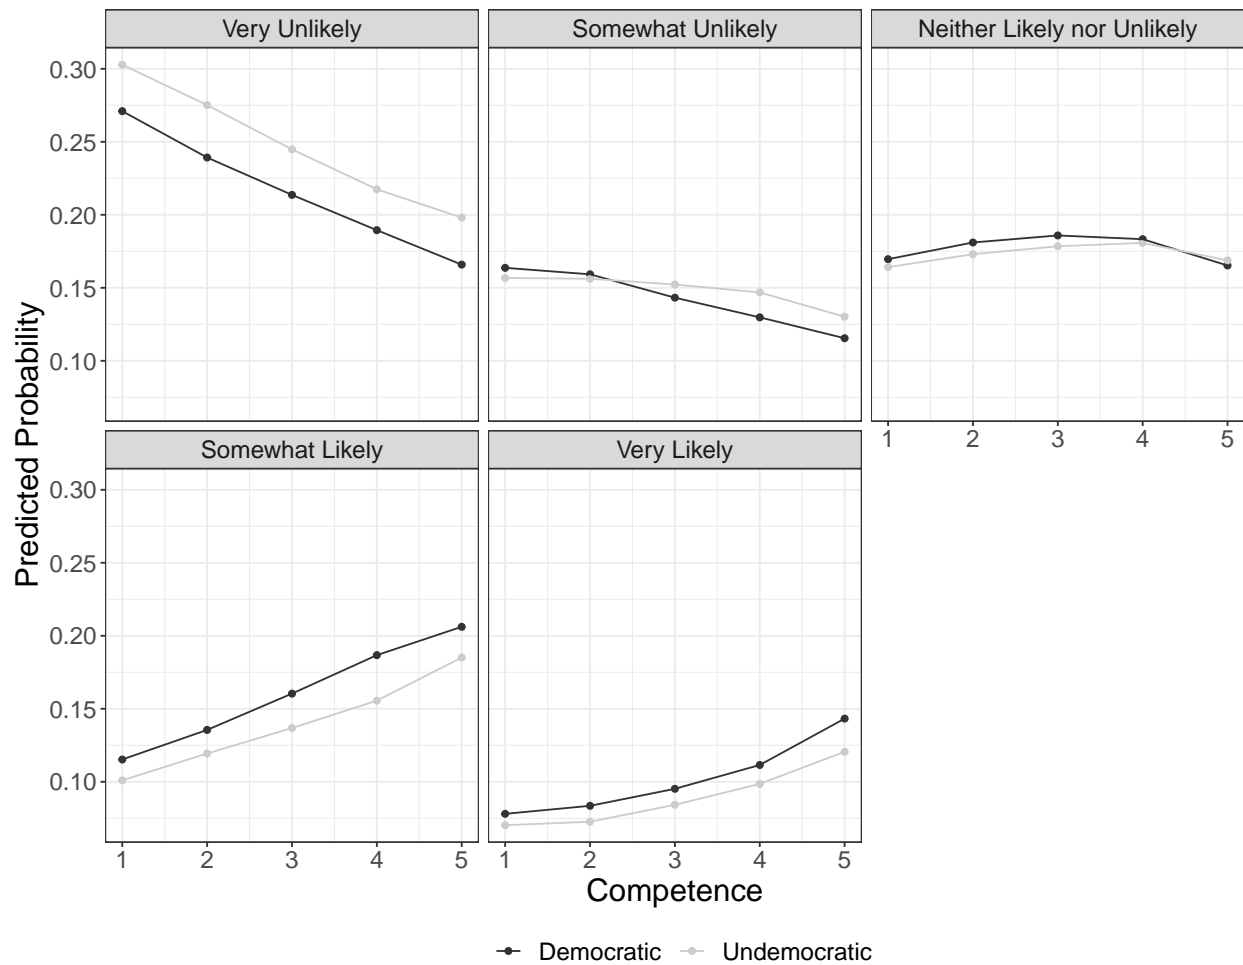 Very Unlikely
Somewhat Unlikely
Neither Likely nor Unlikely
0.30
0.25
0.20
0.15
0.10
1 2 3 4 5
Somewhat Likely
Very Likely
0.30
0.25
0.20
0.15
0.10
1 2 3 4 5
1 2 3 4 5
Predicted Probability
Competence
Democratic Undemocratic